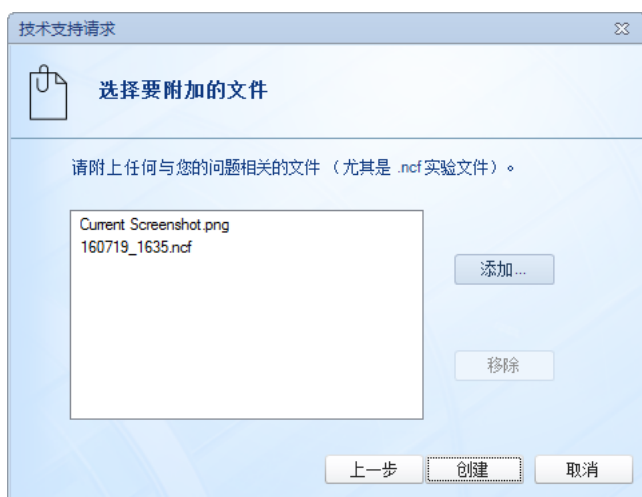 技术支持请求
选择要附加的文件
请附上任何与您的问题相关的文件（尤其是 .ncf 实验文件）。
Current Screenshot.png
160719_1635.ncf
添加...
移除
上一步
创建
取消